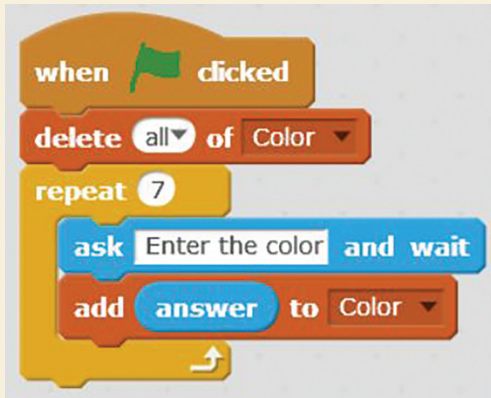 when clicked
delete all of Color
repeat 7
ask Enter the color and wait
add answer to Color